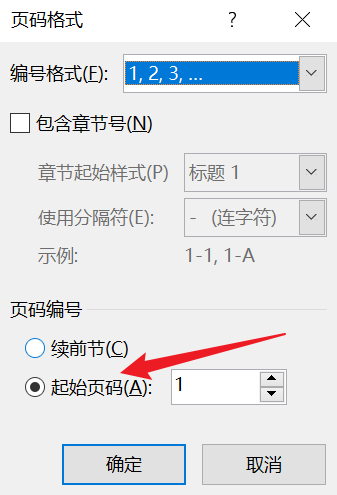 页码格式 ?
编号格式(F): 1, 2, 3, ...
包含章节号(N)
章节起始样式(P) 标题 1
使用分隔符(E): - (连字符)
示例: 1-1, 1-A
页码编号
续前节(C)
起始页码(A): 1
确定 取消